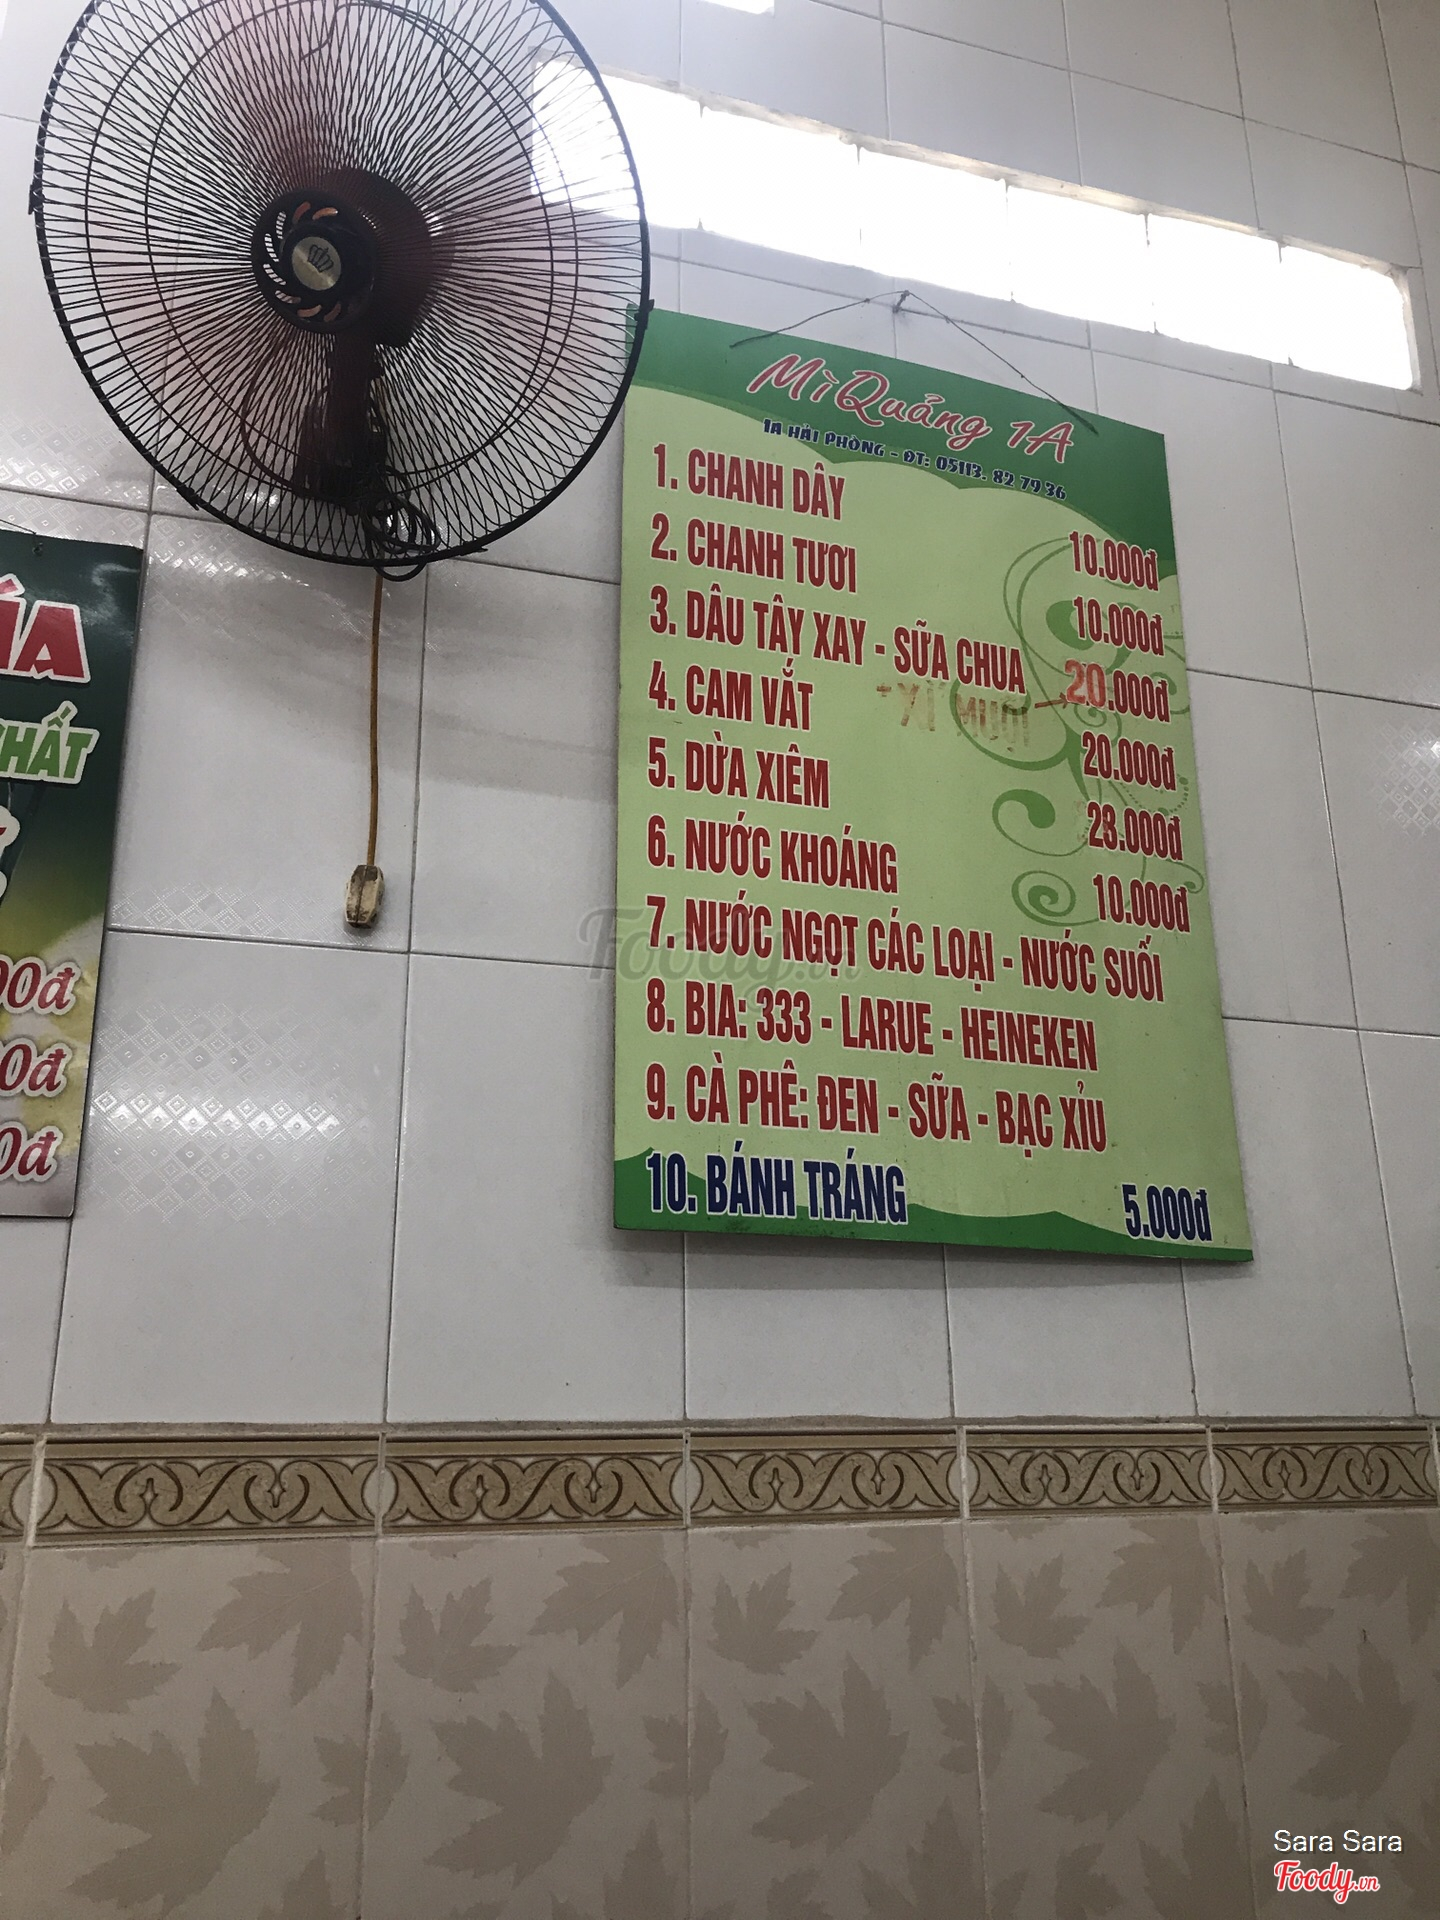 MìQuảng 1A
1A HẢI PHÒNG - ĐT: 05113. 82 79 36
1. CHANH DÂY 10.000đ
2. CHANH TƯƠI 10.000đ
3. DÂU TÂY XAY - SỮA CHUA 20.000đ
+ XÍ MUỘI
4. CAM VẮT 20.000đ
5. DỪA XIÊM 23.000đ
6. NƯỚC KHOÁNG 10.000đ
7. NƯỚC NGỌT CÁC LOẠI - NƯỚC SUỐI
8. BIA: 333 - LARUE - HEINEKEN
9. CÀ PHÊ: ĐEN - SỮA - BẠC XỈU
10. BÁNH TRÁNG 5.000đ
Foody.vn
Sara Sara
Foody.vn